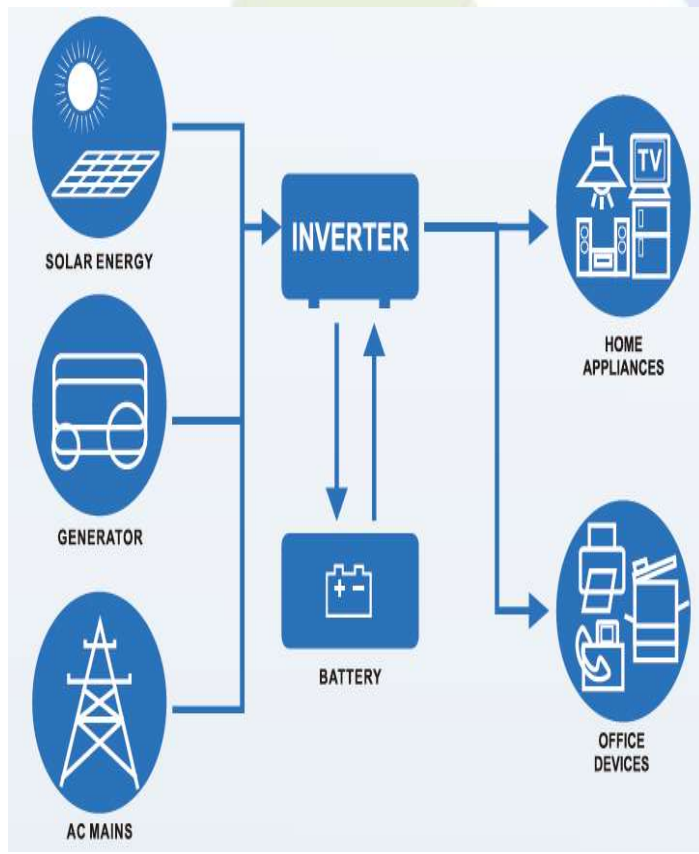 SOLAR ENERGY
INVERTER
TV
HOME
APPLIANCES
GENERATOR
+ -
BATTERY
AC MAINS
OFFICE
DEVICES